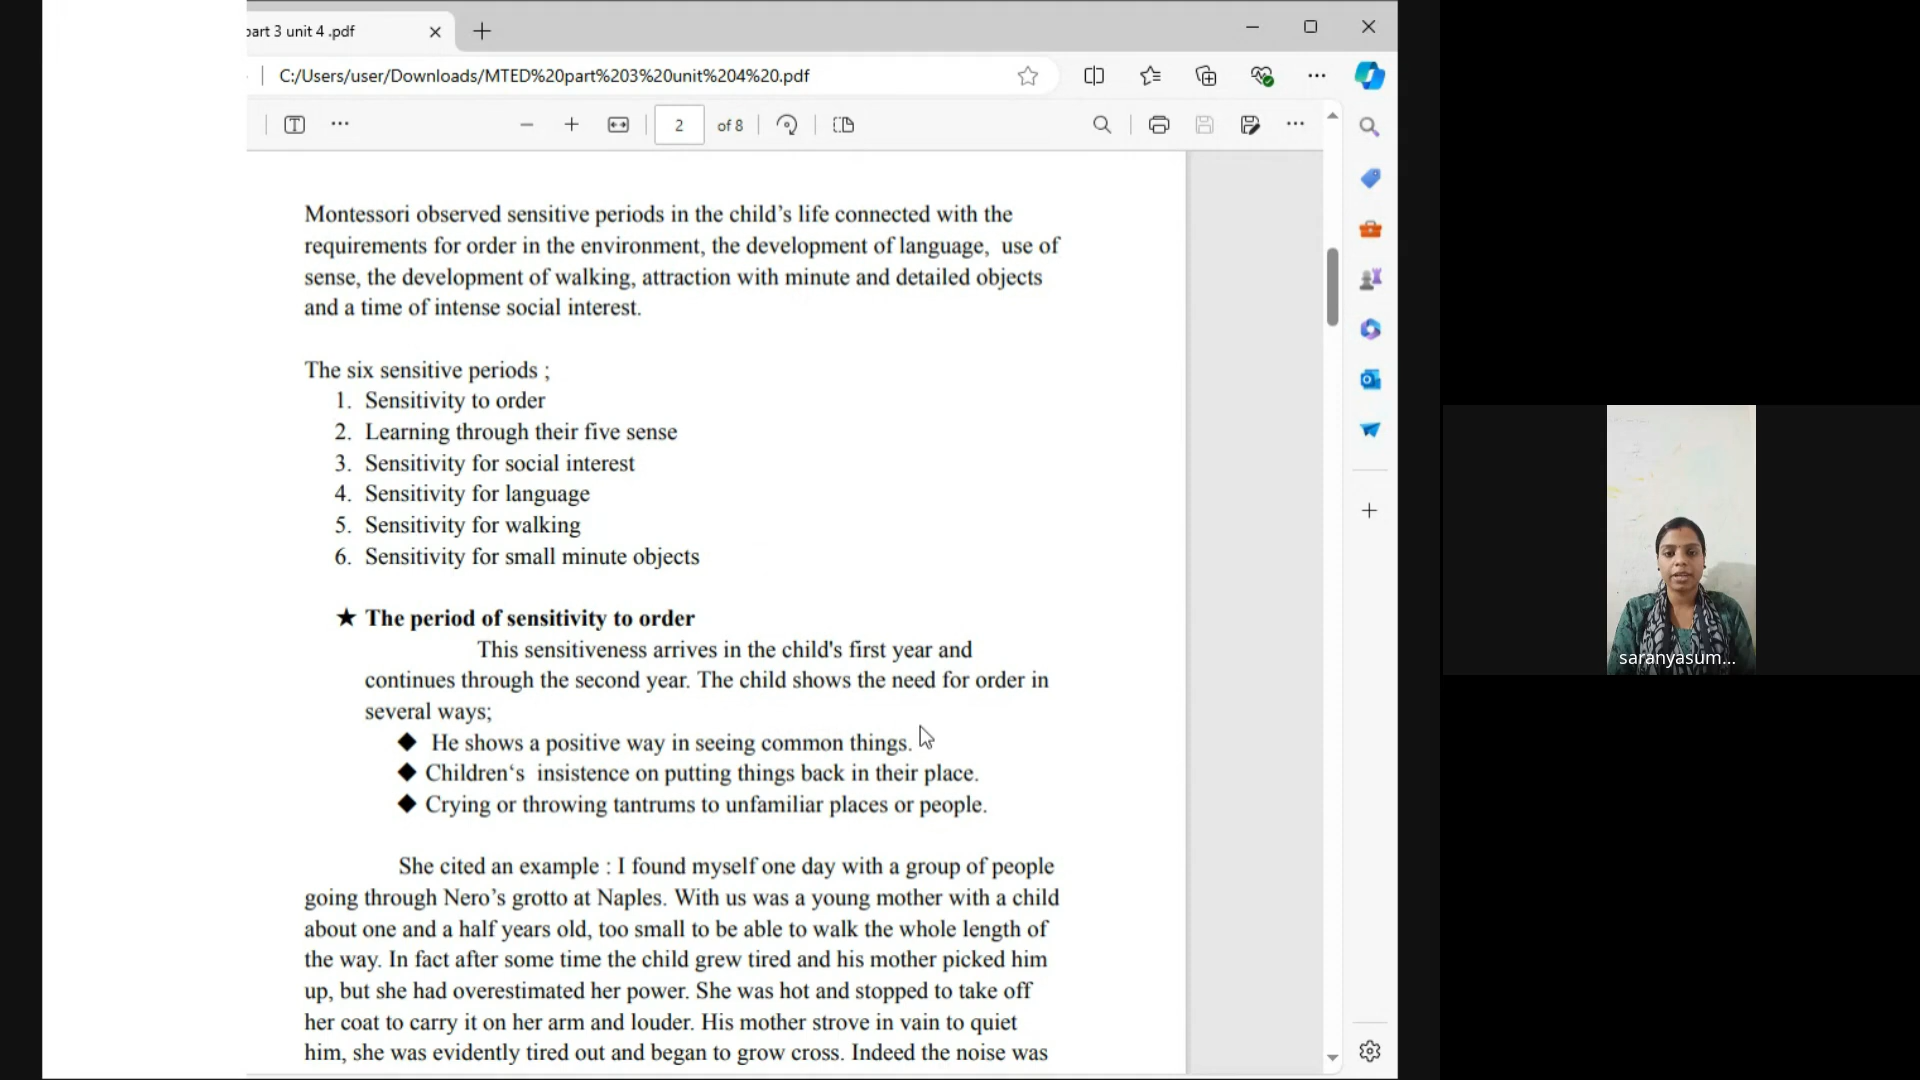 part 3 unit 4 .pdf
C:/Users/user/Downloads/MTED%20part%203%20unit%204%20.pdf
2 of 8
Montessori observed sensitive periods in the child’s life connected with the
requirements for order in the environment, the development of language,  use of
sense, the development of walking, attraction with minute and detailed objects
and a time of intense social interest.
The six sensitive periods ;
1. Sensitivity to order
2. Learning through their five sense
3. Sensitivity for social interest
4. Sensitivity for language
5. Sensitivity for walking
6. Sensitivity for small minute objects
★ The period of sensitivity to order
This sensitiveness arrives in the child's first year and
continues through the second year. The child shows the need for order in
several ways;
◆ He shows a positive way in seeing common things.
◆ Children‘s  insistence on putting things back in their place.
◆ Crying or throwing tantrums to unfamiliar places or people.
She cited an example : I found myself one day with a group of people
going through Nero’s grotto at Naples. With us was a young mother with a child
about one and a half years old, too small to be able to walk the whole length of
the way. In fact after some time the child grew tired and his mother picked him
up, but she had overestimated her power. She was hot and stopped to take off
her coat to carry it on her arm and louder. His mother strove in vain to quiet
him, she was evidently tired out and began to grow cross. Indeed the noise was
saranyasum...